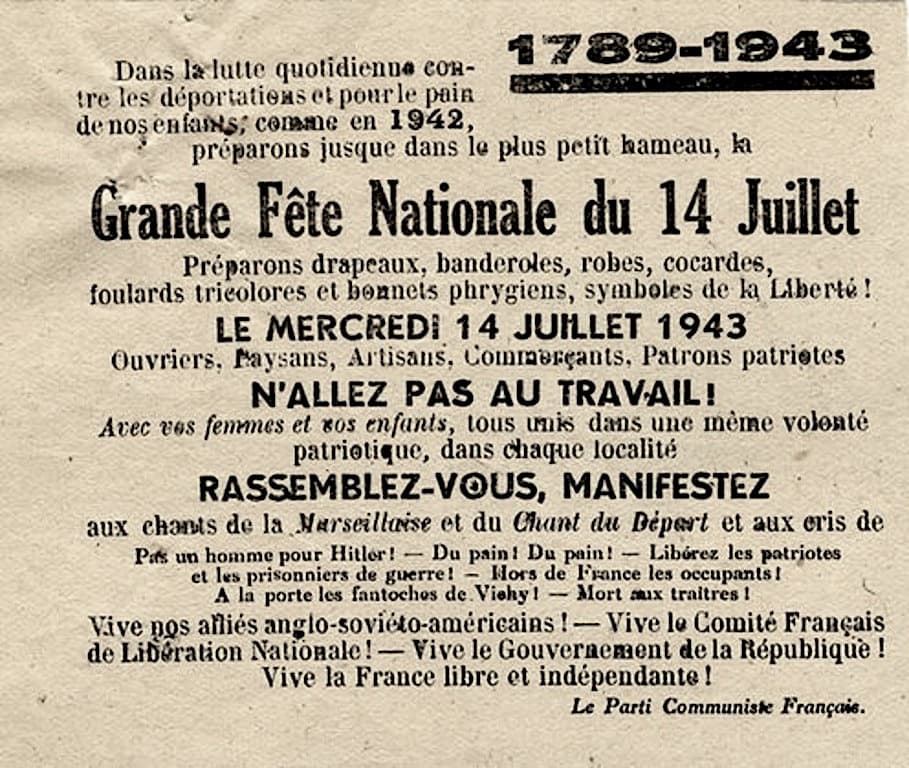 1789-1943
Dans la lutte quotidienne con-
tre les déportations et pour le pain
de nos enfants, comme en 1942,
préparons jusque dans le plus petit hameau, la
Grande Fête Nationale du 14 Juillet
Préparons drapeaux, banderoles, robes, cocardes,
foulards tricolores et bonnets phrygiens, symboles de la Liberté !
LE MERCREDI 14 JUILLET 1943
Ouvriers, Paysans, Artisans, Commerçants, Patrons patriotes
N'ALLEZ PAS AU TRAVAIL !
Avec vos femmes et vos enfants, tous unis dans une même volonté
patriotique, dans chaque localité
RASSEMBLEZ-VOUS, MANIFESTEZ
aux chants de la Marseillaise et du Chant du Départ et aux cris de
Pas un homme pour Hitler ! — Du pain ! Du pain ! — Libérez les patriotes
et les prisonniers de guerre ! — Hors de France les occupants !
A la porte les fantoches de Vichy ! — Mort aux traîtres !
Vive nos alliés anglo-soviéto-américains ! — Vive le Comité Français
de Libération Nationale ! — Vive le Gouvernement de la République !
Vive la France libre et indépendante !
Le Parti Communiste Français.